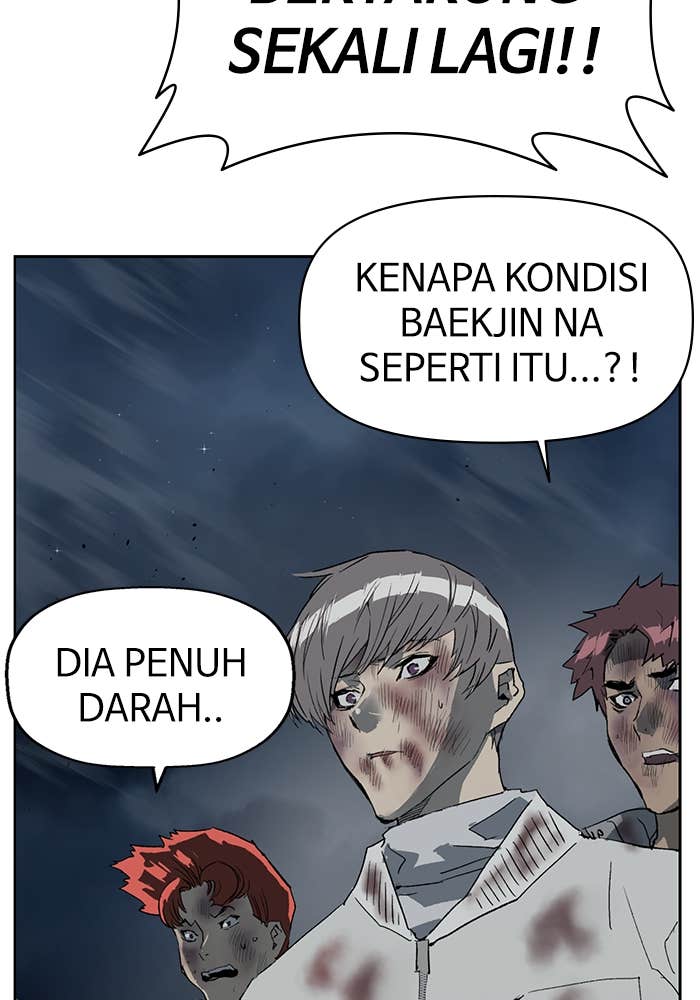 SEKALI LAGI!!
KENAPA KONDISI
BAEKJIN NA
SEPERTI ITU...?!
DIA PENUH
DARAH..